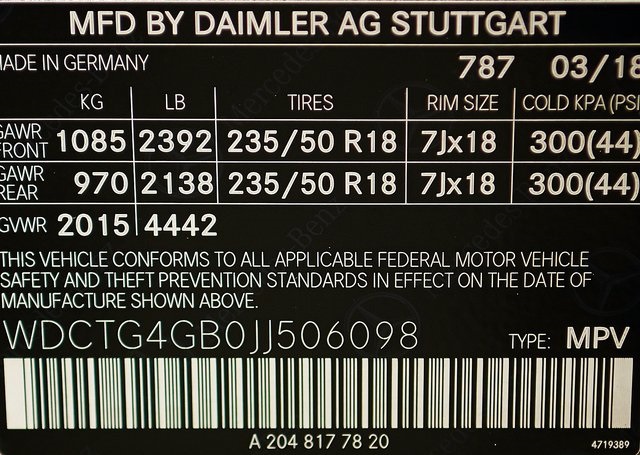 MFD BY DAIMLER AG STUTTGART
MADE IN GERMANY 787 03/18
KG LB TIRES RIM SIZE COLD KPA (PSI
GAWR FRONT 1085 2392 235/50 R18 7Jx18 300(44)
GAWR REAR 970 2138 235/50 R18 7Jx18 300(44)
GVWR 2015 4442
THIS VEHICLE CONFORMS TO ALL APPLICABLE FEDERAL MOTOR VEHICLE
SAFETY AND THEFT PREVENTION STANDARDS IN EFFECT ON THE DATE OF
MANUFACTURE SHOWN ABOVE.
WDCTG4GB0JJ506098 TYPE: MPV
A 204 817 78 20
4719389